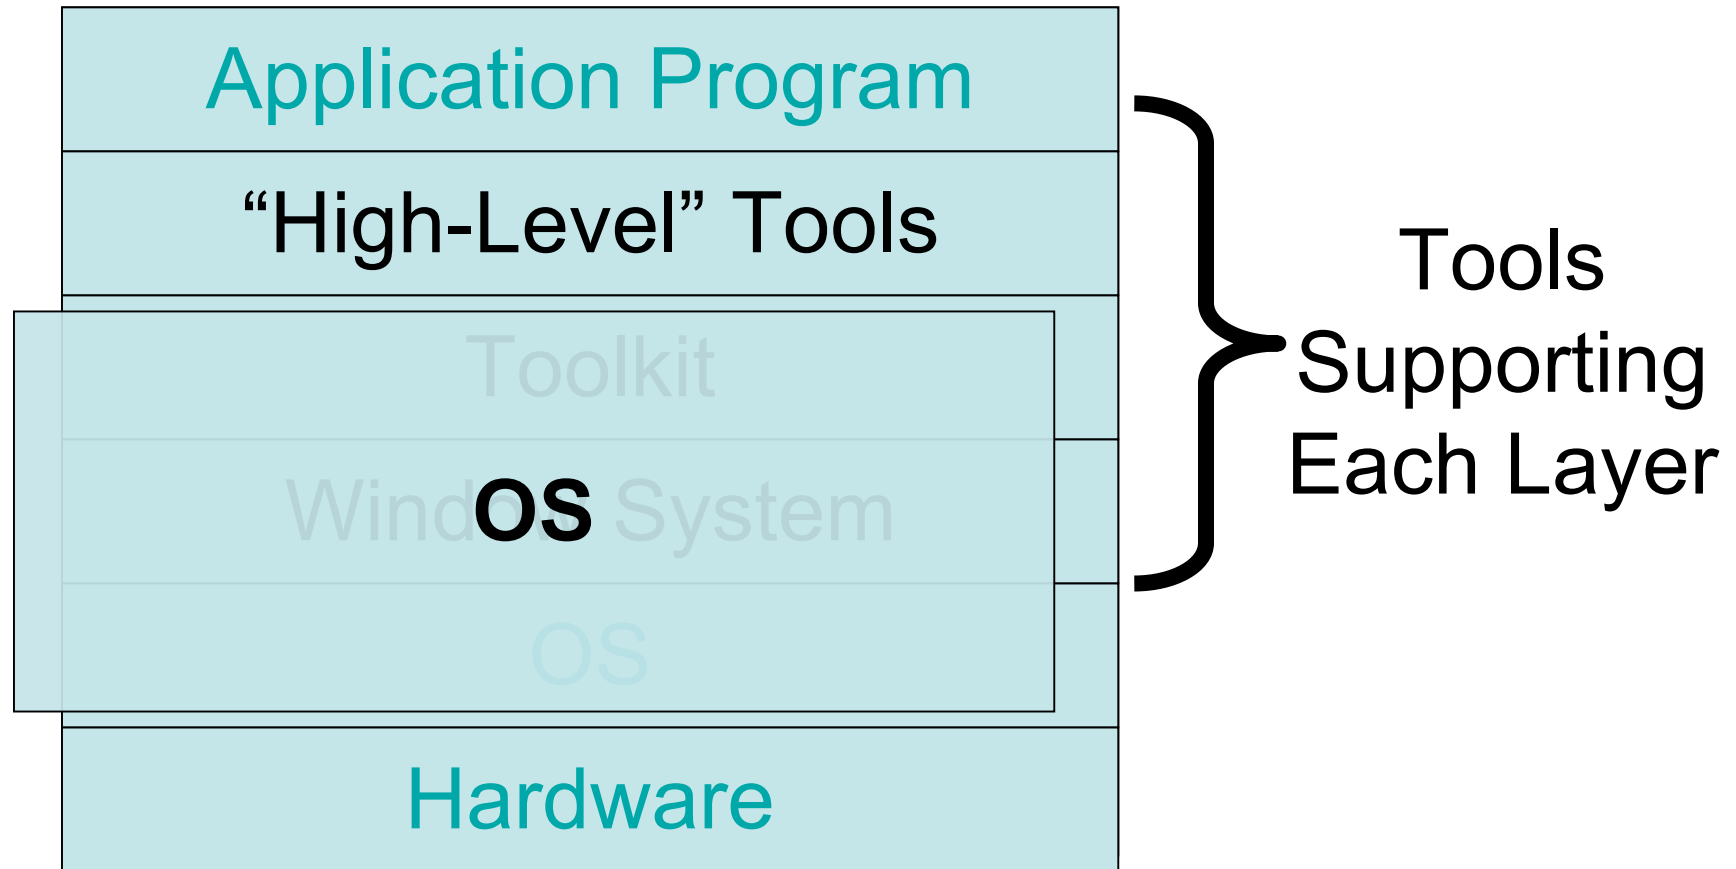 Application Program
“High-Level” Tools
Toolkit
Window System
OS
OS
Hardware
Tools
Supporting
Each Layer